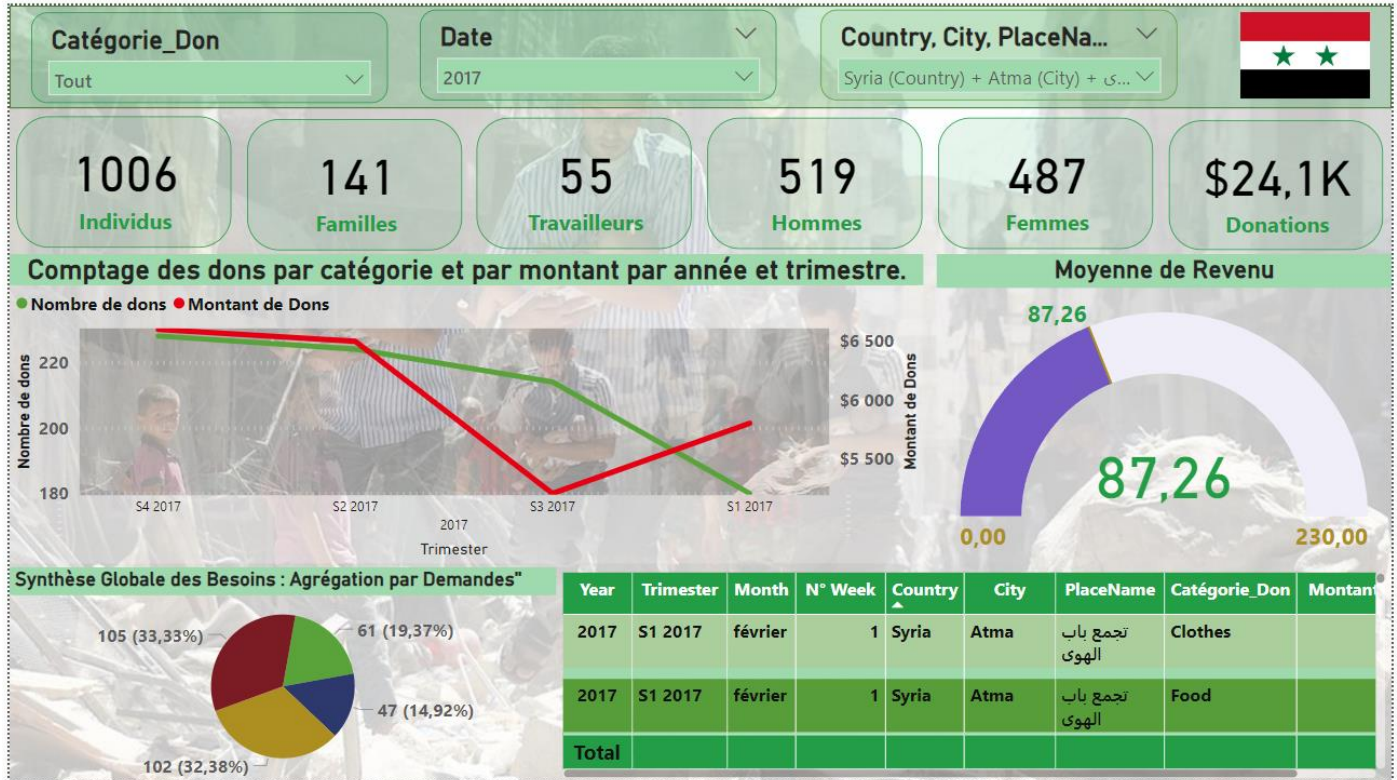 Catégorie_Don
Tout
Date
2017
Country, City, PlaceNa...
Syria (Country) + Atma (City) + ى...
1006
Individus
141
Familles
55
Travailleurs
519
Hommes
487
Femmes
$24,1K
Donations
Comptage des dons par catégorie et par montant par année et trimestre.
Nombre de dons Montant de Dons
Nombre de dons
220
200
180
$6 500
$6 000
$5 500
Montant de Dons
S4 2017 S2 2017 S3 2017 S1 2017
2017
Trimester
Moyenne de Revenu
87,26
87,26
0,00 230,00
Synthèse Globale des Besoins : Agrégation par Demandes"
105 (33,33%)
61 (19,37%)
47 (14,92%)
102 (32,38%)
Year Trimester Month N° Week Country City PlaceName Catégorie_Don Montant
2017 S1 2017 février 1 Syria Atma تجمع باب الهوى Clothes
2017 S1 2017 février 1 Syria Atma تجمع باب الهوى Food
Total